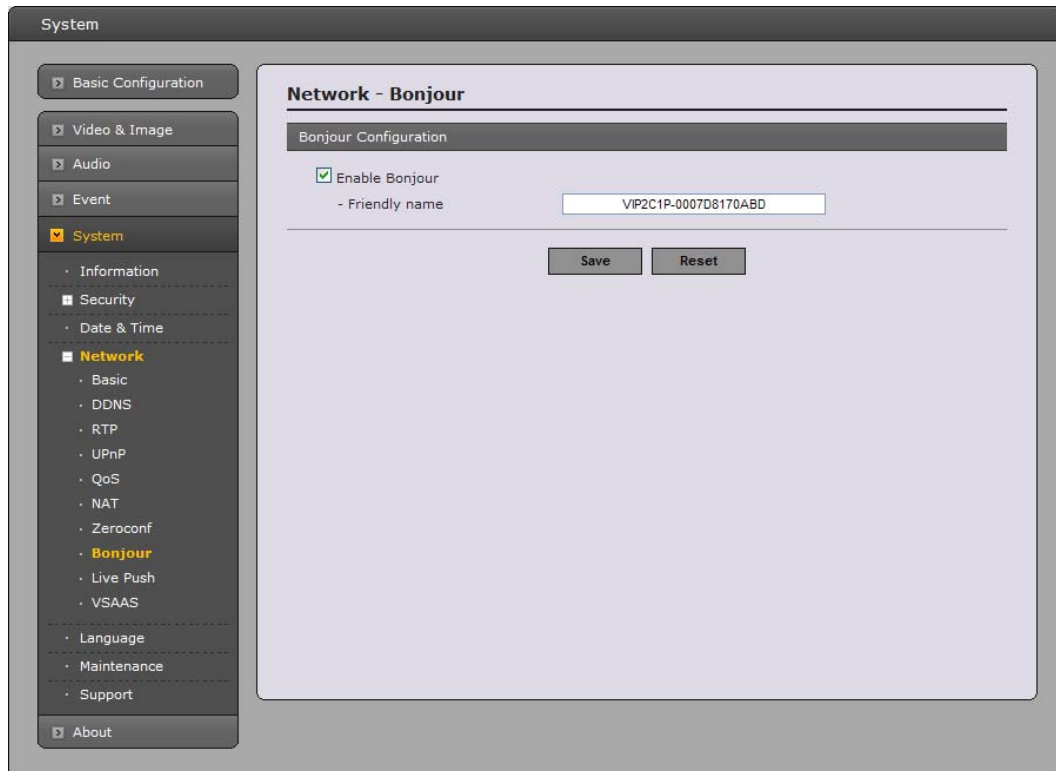 System
Basic Configuration
Video & Image
Audio
Event
System
Information
Security
Date & Time
Network
Basic
DDNS
RTP
UPnP
QoS
NAT
Zeroconf
Bonjour
Live Push
VSAAS
Language
Maintenance
Support
About
Network - Bonjour
Bonjour Configuration
Enable Bonjour
- Friendly name VIP2C1P-0007D8170ABD
Save Reset